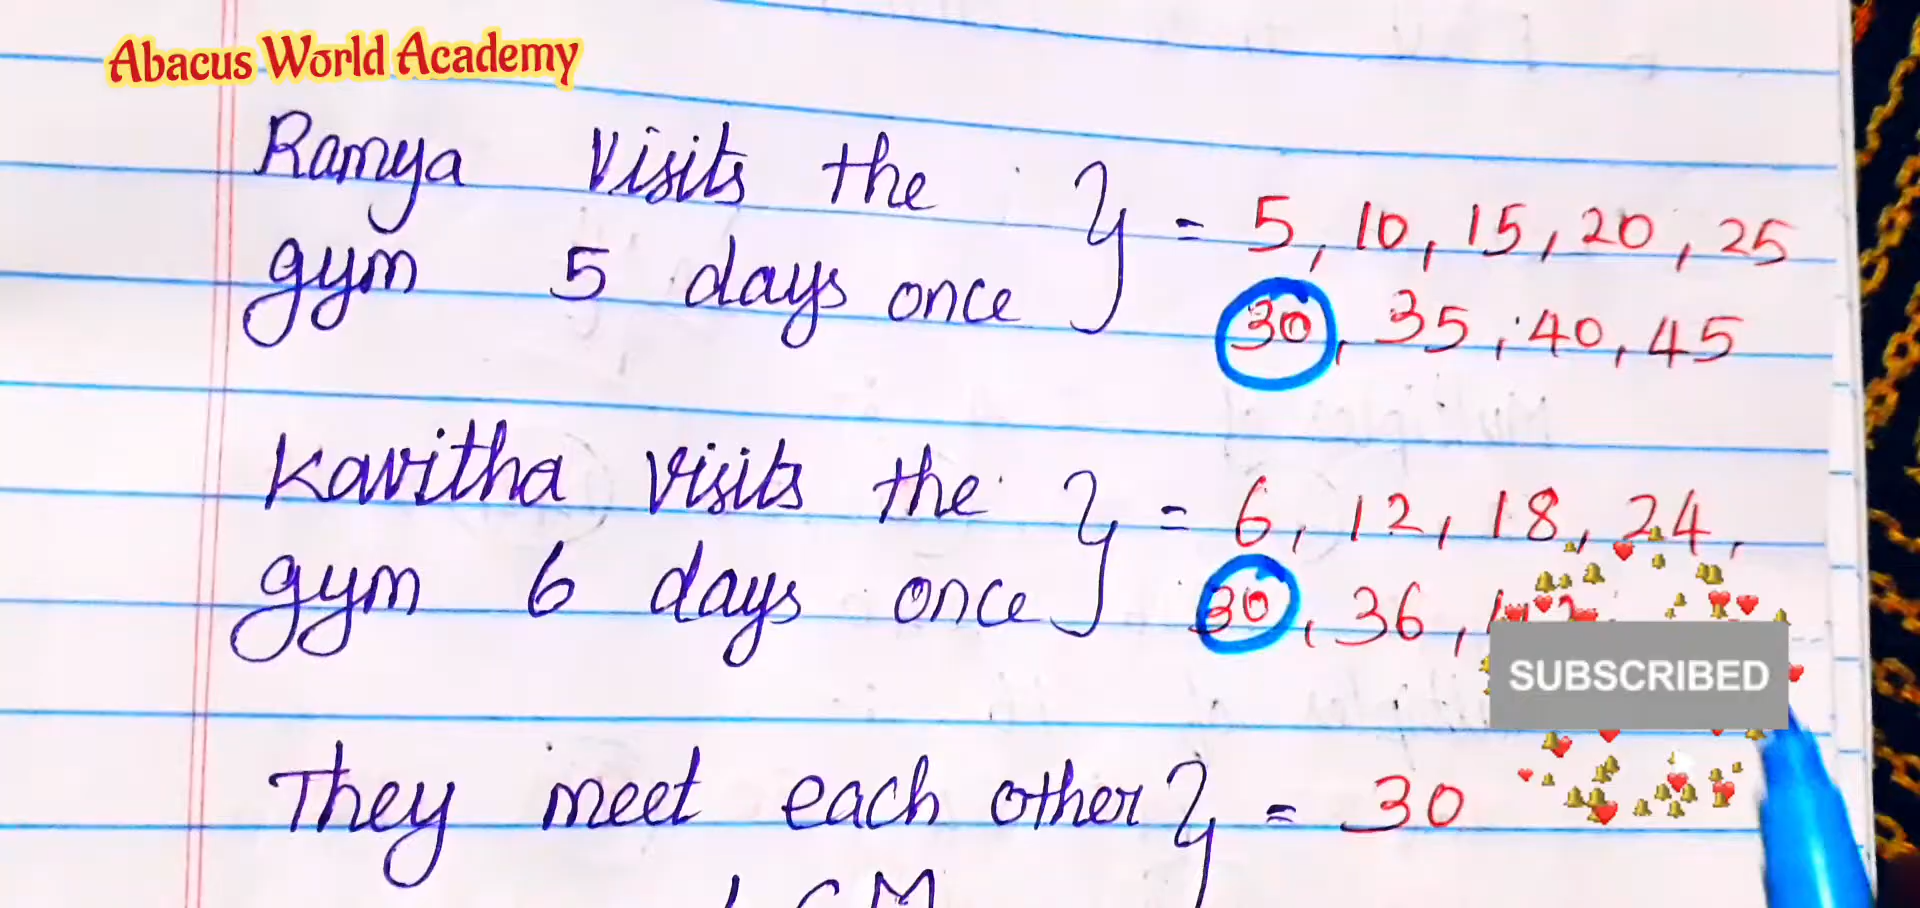 Abacus World Academy
Ramya visits the } = 5, 10, 15, 20, 25
gym 5 days once 30, 35, 40, 45
Kavitha visits the } = 6, 12, 18, 24,
gym 6 days once 30, 36,
SUBSCRIBED
They meet each other } = 30
LCM